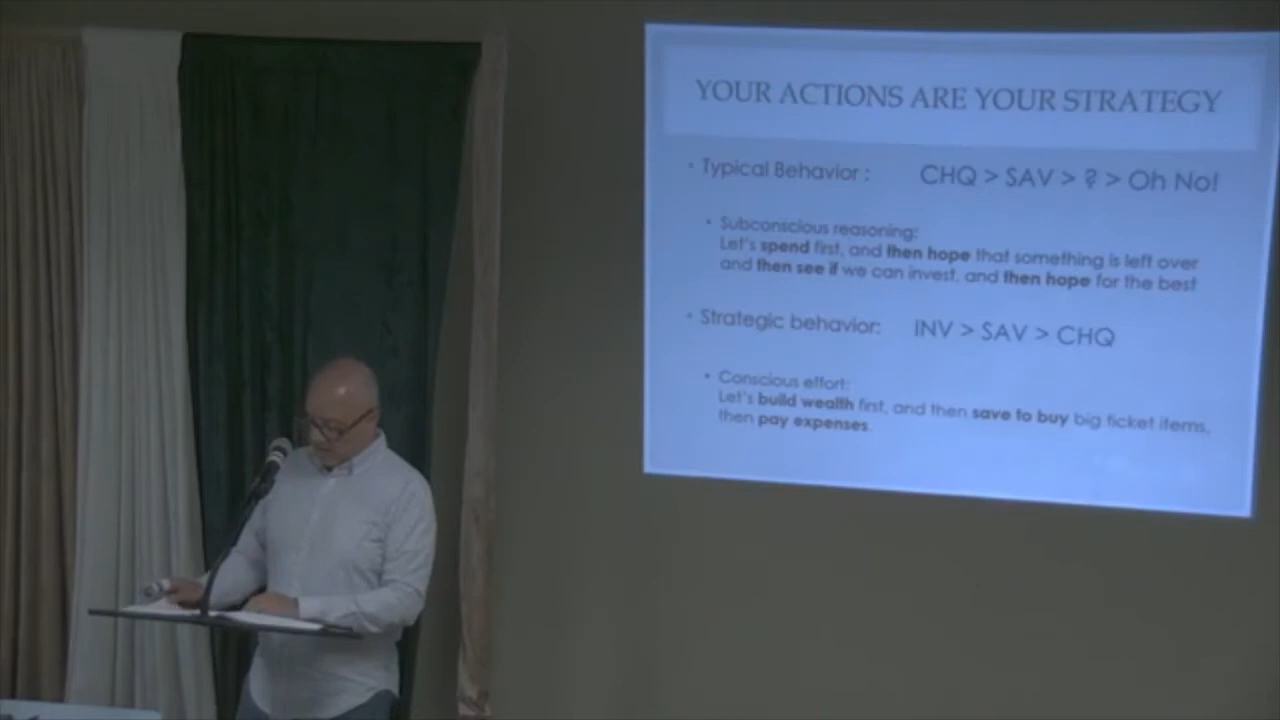 YOUR ACTIONS ARE YOUR STRATEGY
• Typical Behavior : CHQ > SAV > ? > Oh No!
• Subconscious reasoning:
Let's spend first, and then hope that something is left over
and then see if we can invest, and then hope for the best
• Strategic behavior: INV > SAV > CHQ
• Conscious effort:
Let's build wealth first, and then save to buy big ticket items,
then pay expenses.